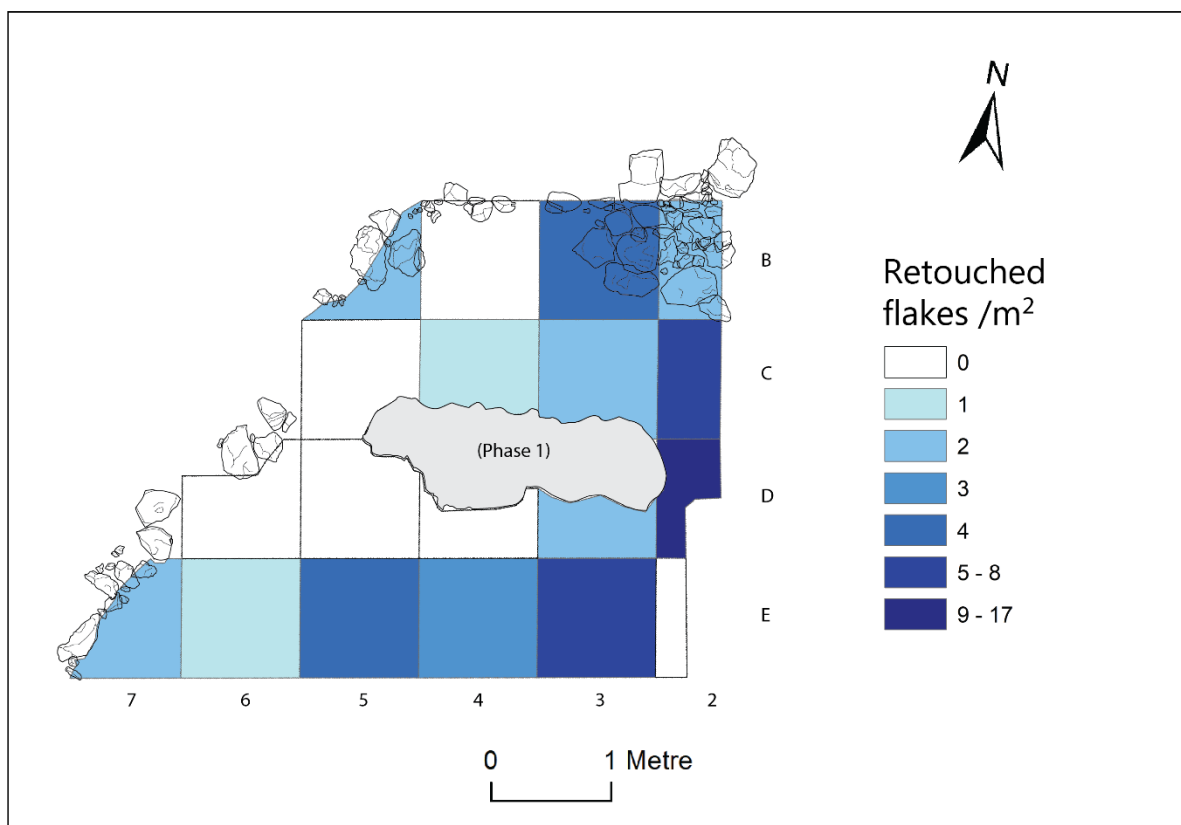 N
B
C
D
E
(Phase 1)
7 6 5 4 3 2
0 1 Metre
Retouched
flakes /m²
0
1
2
3
4
5 - 8
9 - 17